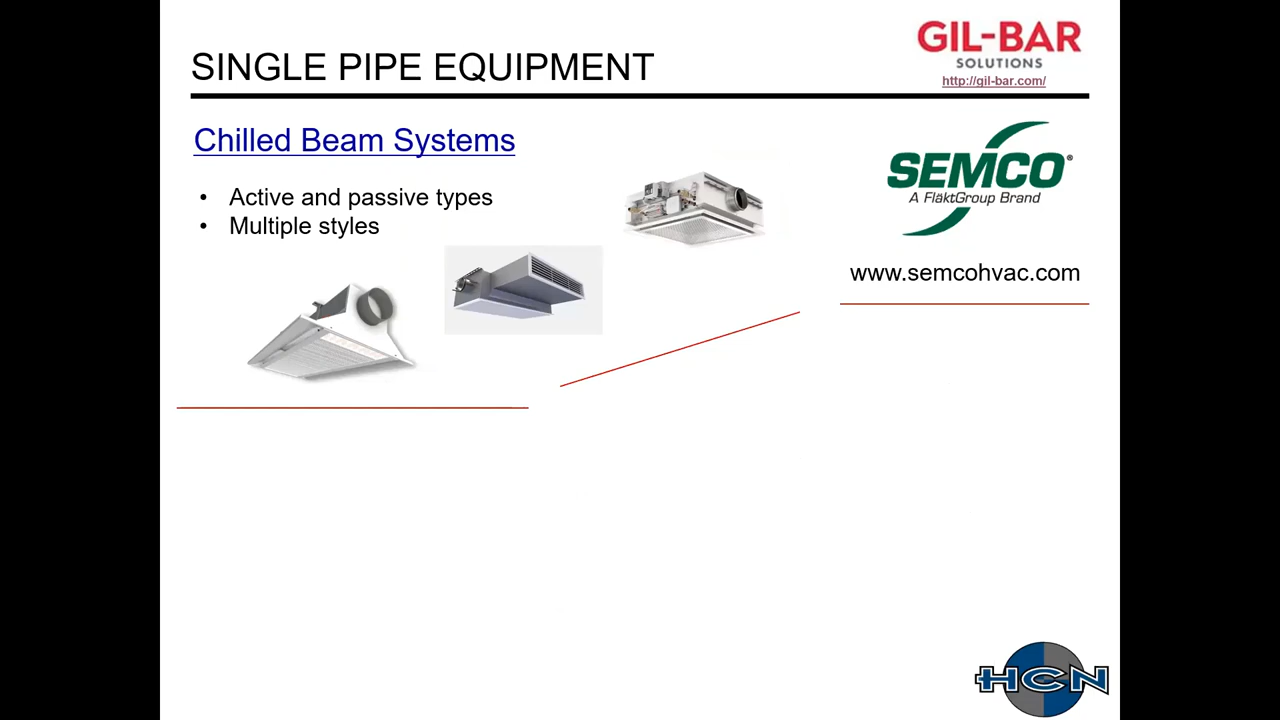 SINGLE PIPE EQUIPMENT
GIL-BAR
SOLUTIONS
http://gil-bar.com/
Chilled Beam Systems
• Active and passive types
• Multiple styles
SEMCO®
A FläktGroup Brand
www.semcohvac.com
HCN